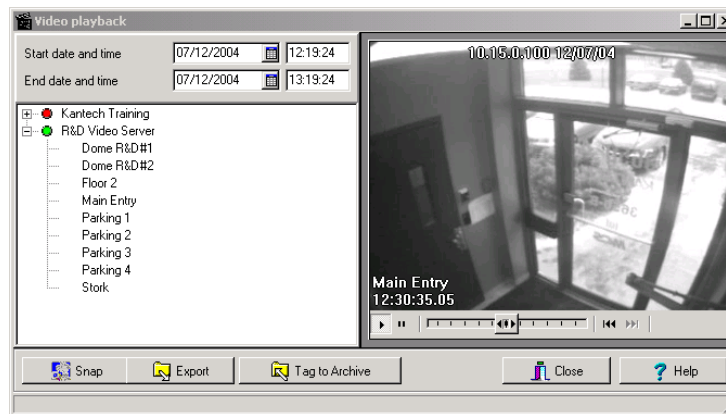 Video playback
Start date and time 07/12/2004 12:19:24
End date and time 07/12/2004 13:19:24
Kantech Training
R&D Video Server
Dome R&D#1
Dome R&D#2
Floor 2
Main Entry
Parking 1
Parking 2
Parking 3
Parking 4
Stork
10.15.0.100 12/07/04
Main Entry
12:30:35.05
Snap Export Tag to Archive Close Help